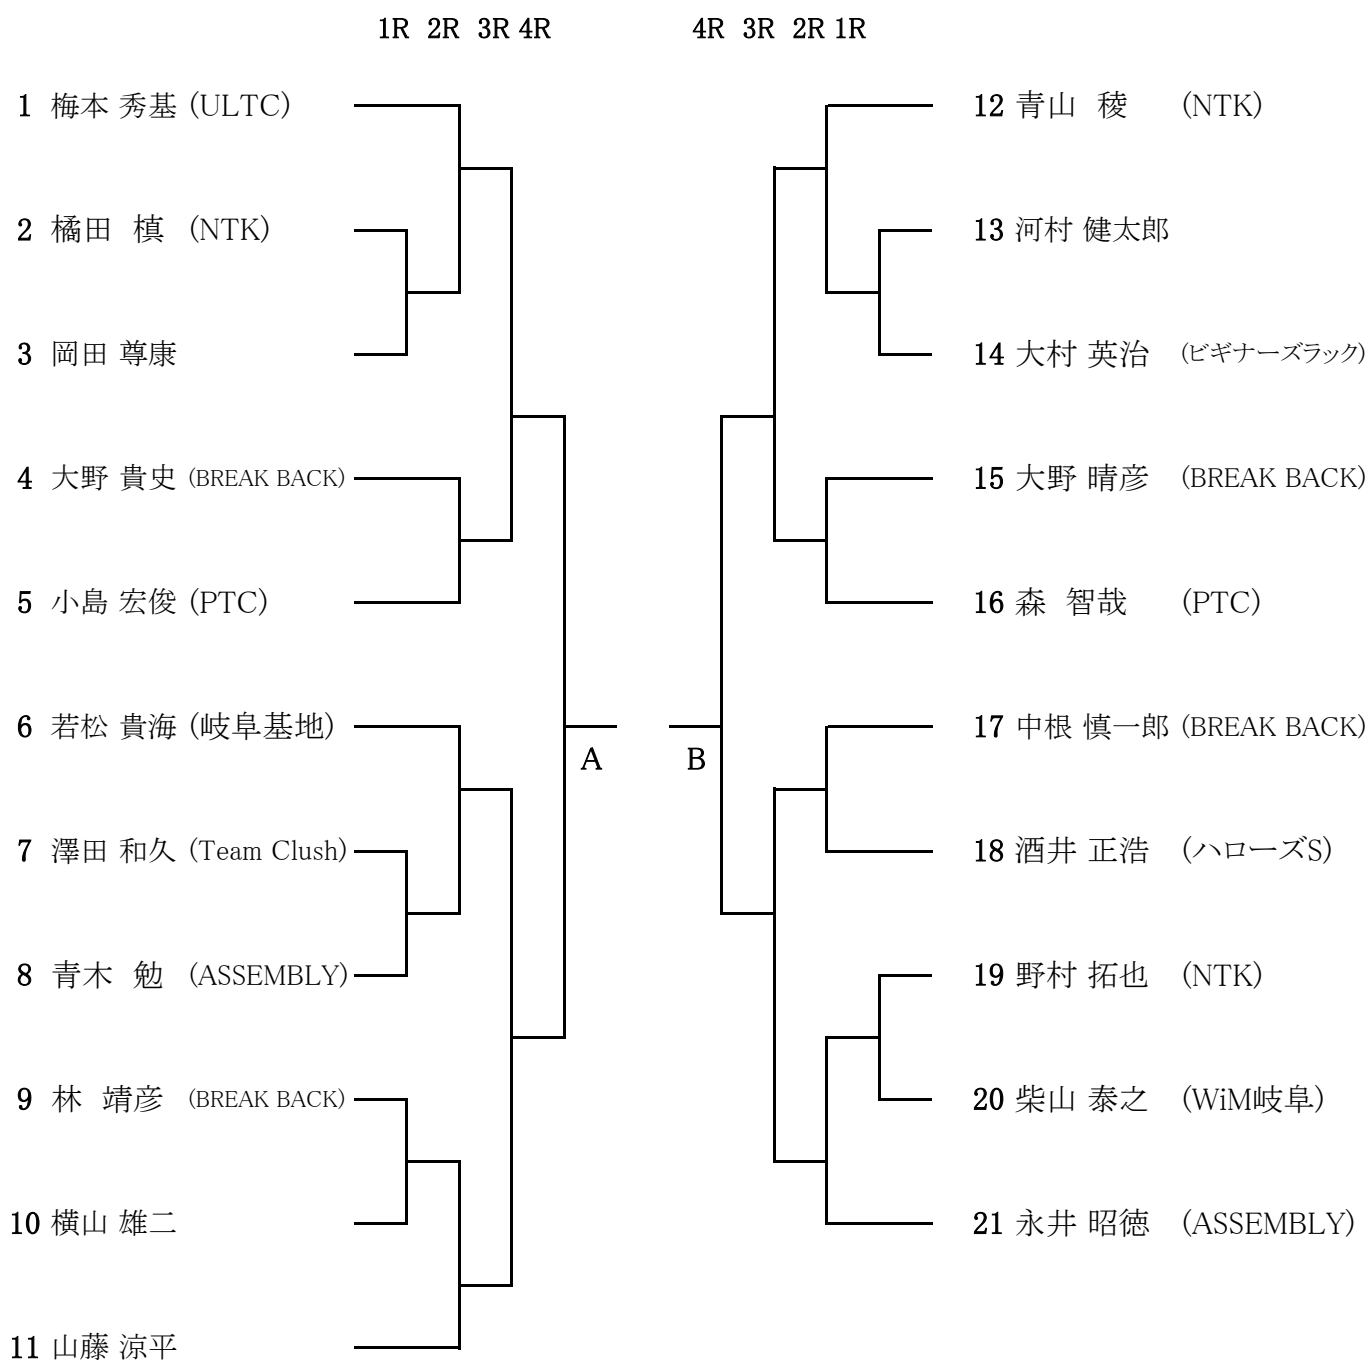 1R 2R 3R 4R 4R 3R 2R 1R
1 梅本 秀基 (ULTC)
2 橘田 槙 (NTK)
3 岡田 尊康
4 大野 貴史 (BREAK BACK)
5 小島 宏俊 (PTC)
6 若松 貴海 (岐阜基地)
7 澤田 和久 (Team Clush)
8 青木 勉 (ASSEMBLY)
9 林 靖彦 (BREAK BACK)
10 横山 雄二
11 山藤 涼平
A
B
12 青山 稜 (NTK)
13 河村 健太郎
14 大村 英治 (ビギナーズラック)
15 大野 晴彦 (BREAK BACK)
16 森 智哉 (PTC)
17 中根 慎一郎 (BREAK BACK)
18 酒井 正浩 (ハローズS)
19 野村 拓也 (NTK)
20 柴山 泰之 (WiM岐阜)
21 永井 昭徳 (ASSEMBLY)